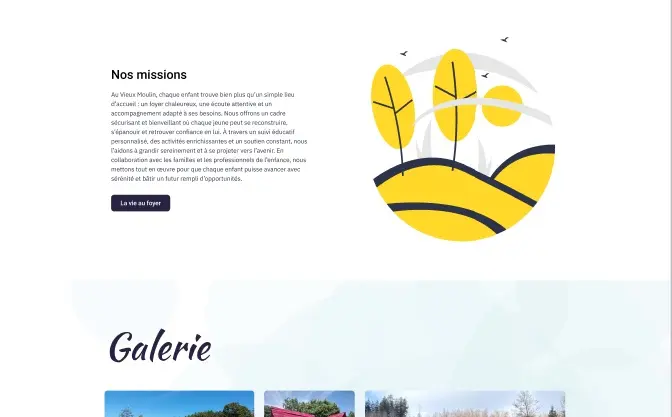 Nos missions
Au Vieux Moulin, chaque enfant trouve bien plus qu'un simple lieu
d'accueil : un foyer chaleureux, une écoute attentive et un
accompagnement adapté à ses besoins. Nous offrons un cadre
sécurisant et bienveillant où chaque jeune peut se reconstruire,
s'épanouir et retrouver confiance en lui. À travers un suivi éducatif
personnalisé, des activités enrichissantes et un soutien constant, nous
l'aidons à grandir sereinement et à se projeter vers l'avenir. En
collaboration avec les familles et les professionnels de l'enfance, nous
mettons tout en œuvre pour que chaque enfant puisse avancer avec
sérénité et bâtir un futur rempli d'opportunités.
La vie au foyer
Galerie